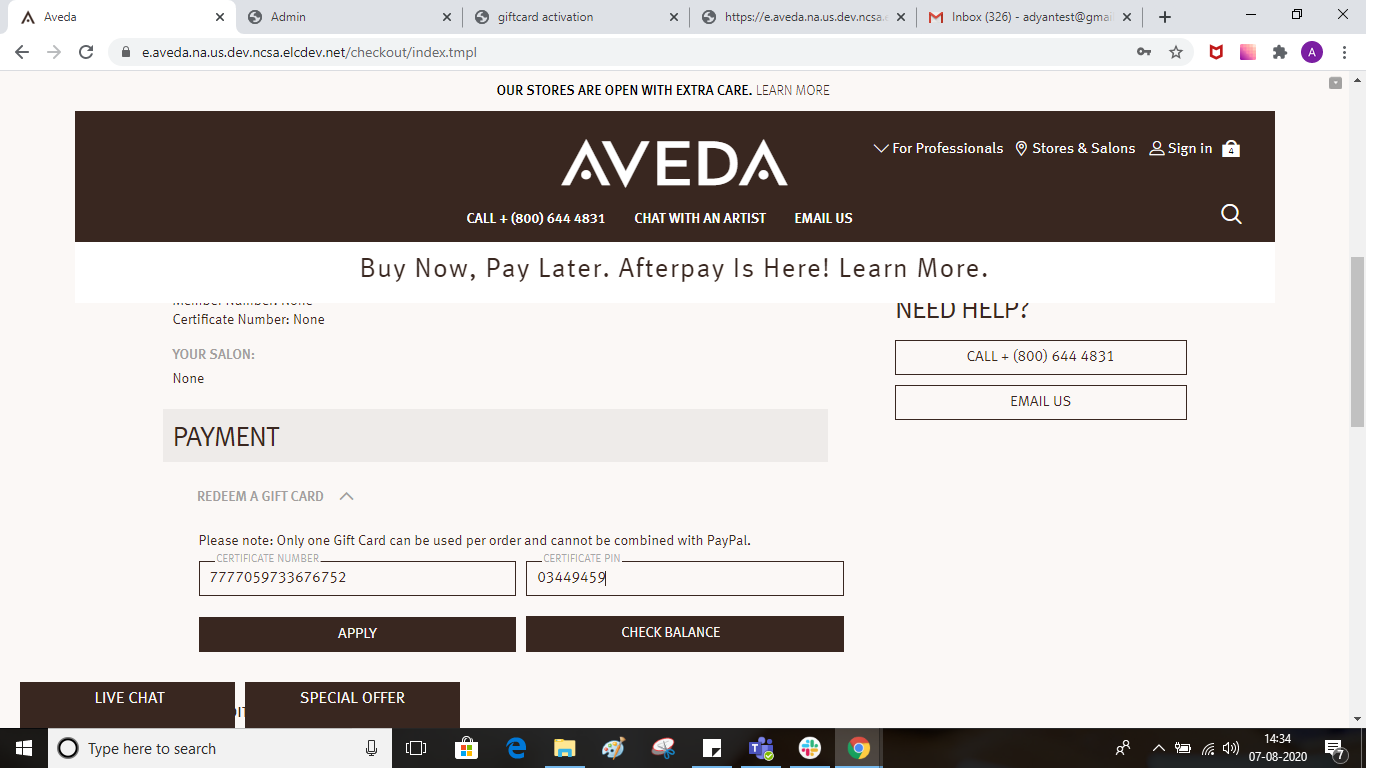 Aveda
Admin
giftcard activation
https://e.aveda.na.us.dev.ncsa.e
Inbox (326) - adyantest@gmai
e.aveda.na.us.dev.ncsa.elcdev.net/checkout/index.tmpl
A
OUR STORES ARE OPEN WITH EXTRA CARE. LEARN MORE
AVEDA
For Professionals
Stores & Salons
Sign in
4
CALL + (800) 644 4831
CHAT WITH AN ARTIST
EMAIL US
Buy Now, Pay Later. Afterpay Is Here! Learn More.
Member Number: None
Certificate Number: None
YOUR SALON:
None
NEED HELP?
CALL + (800) 644 4831
EMAIL US
PAYMENT
REDEEM A GIFT CARD
Please note: Only one Gift Card can be used per order and cannot be combined with PayPal.
CERTIFICATE NUMBER
CERTIFICATE PIN
7777059733676752
03449459
APPLY
CHECK BALANCE
LIVE CHAT
SPECIAL OFFER
Type here to search
14:34
07-08-2020
7